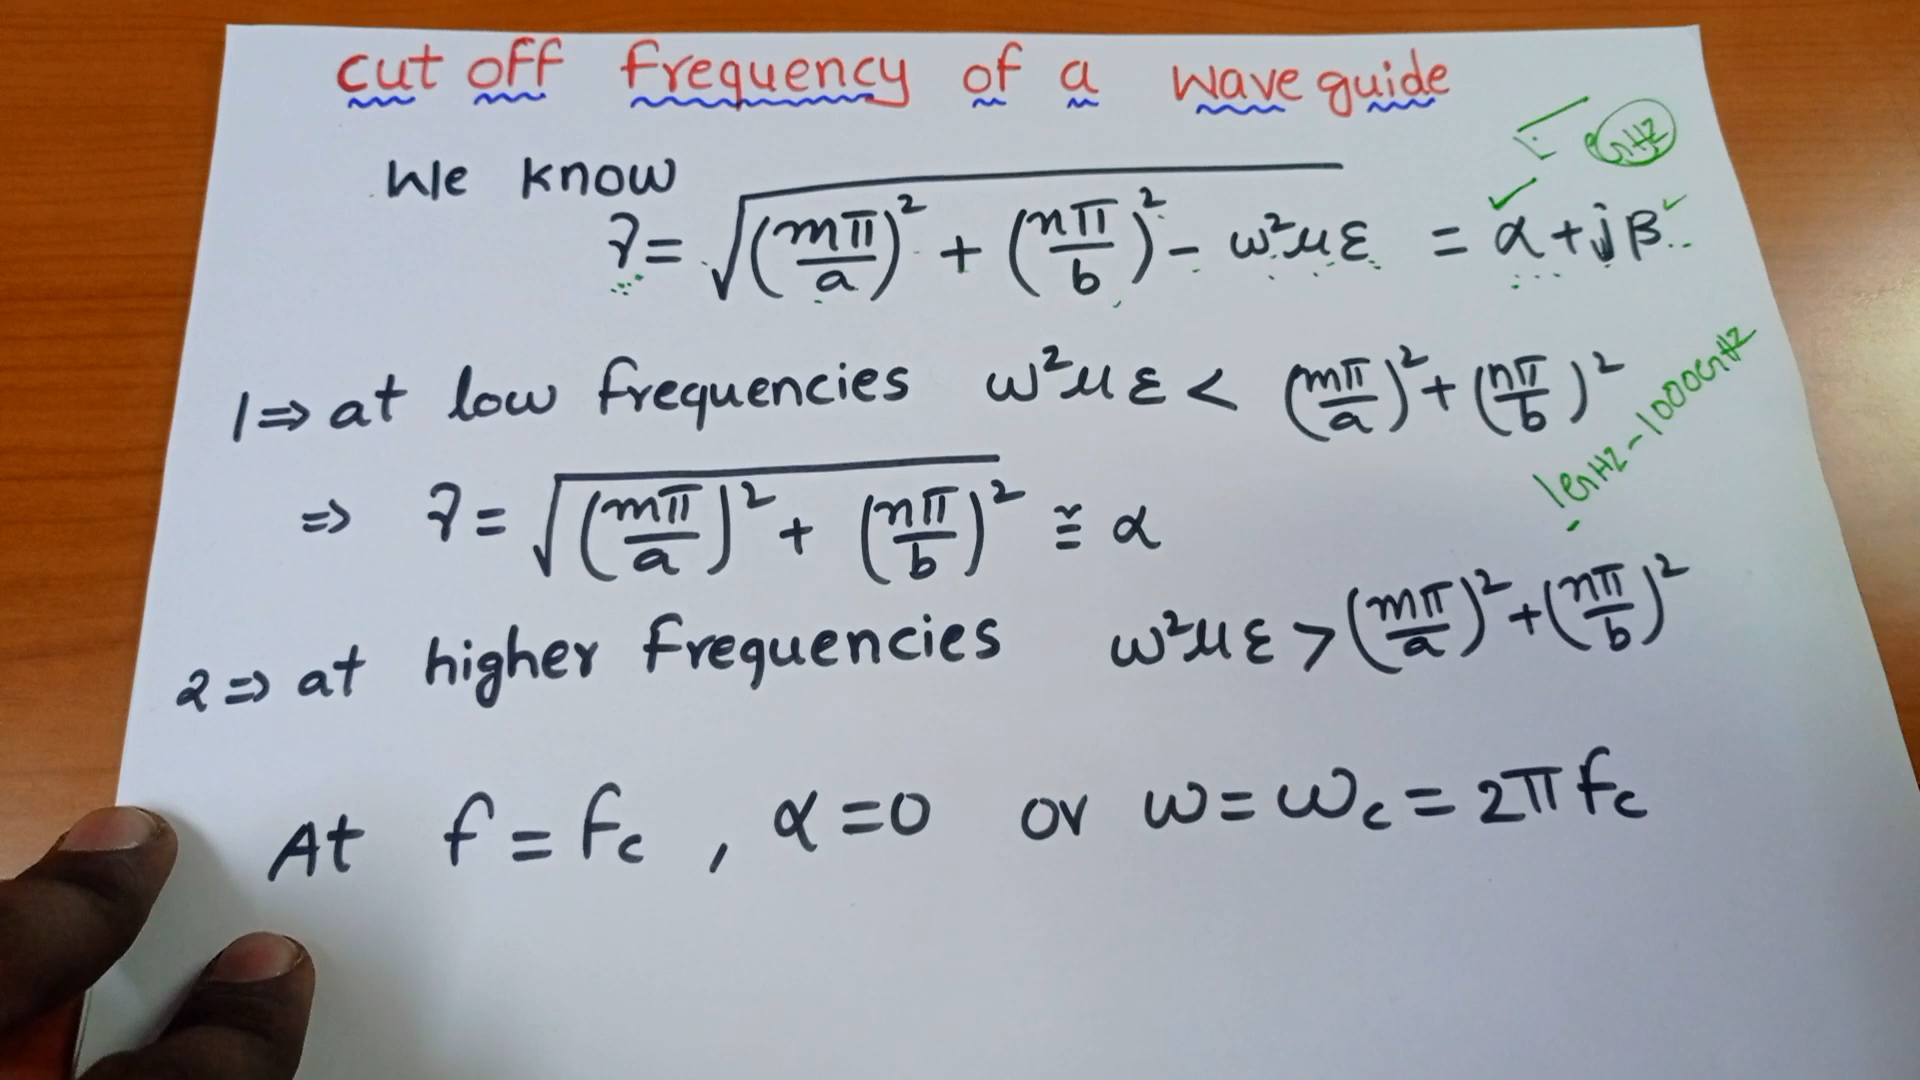 cut off frequency of a wave guide
GHZ
We know
γ = √((mπ/a)² + (nπ/b)² - ω²με) = α + jβ
1⇒ at low frequencies ω²με < (mπ/a)² + (nπ/b)²
1GHZ - 1000GHZ
⇒ γ = √((mπ/a)² + (nπ/b)²) ≅ α
2⇒ at higher frequencies ω²με > (mπ/a)² + (nπ/b)²
At f = fc , α = 0 or ω = ωc = 2πfc